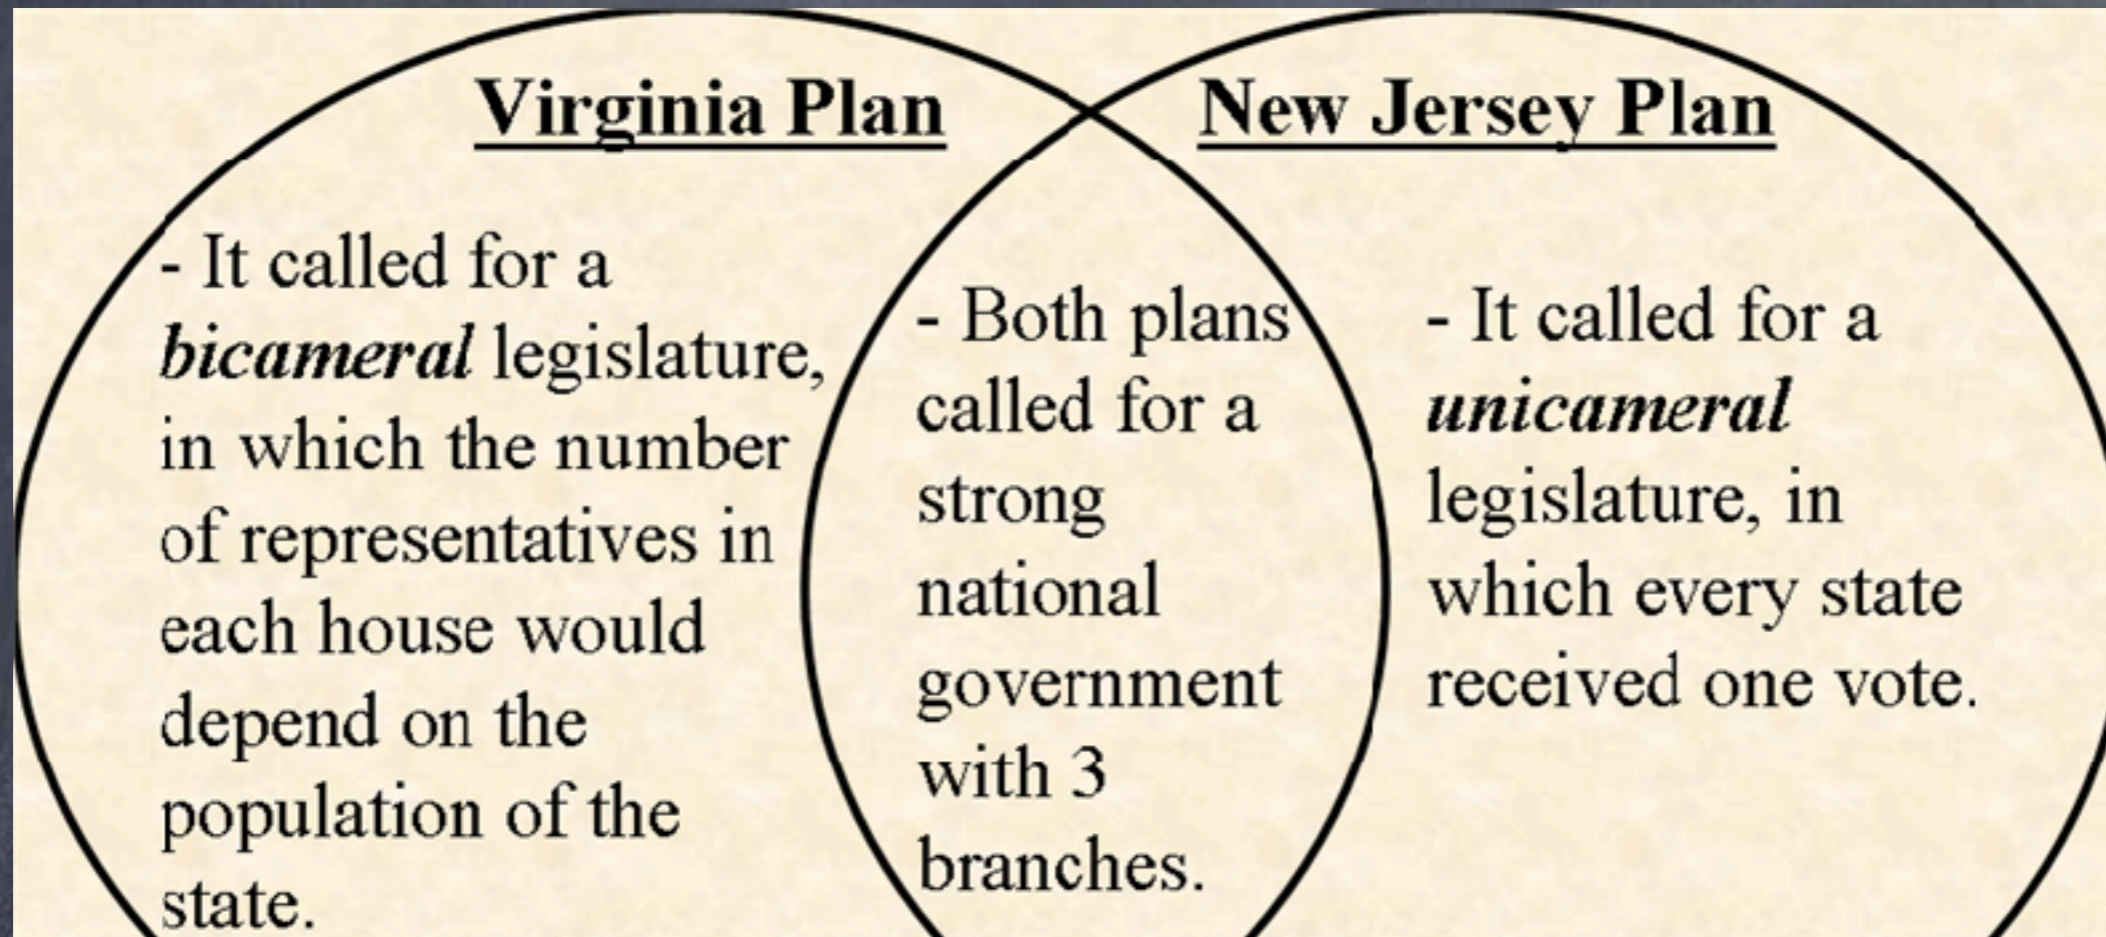 Virginia Plan
- It called for a
bicameral legislature,
in which the number
of representatives in
each house would
depend on the
population of the
state.
- Both plans
called for a
strong
national
government
with 3
branches.
New Jersey Plan
- It called for a
unicameral
legislature, in
which every state
received one vote.